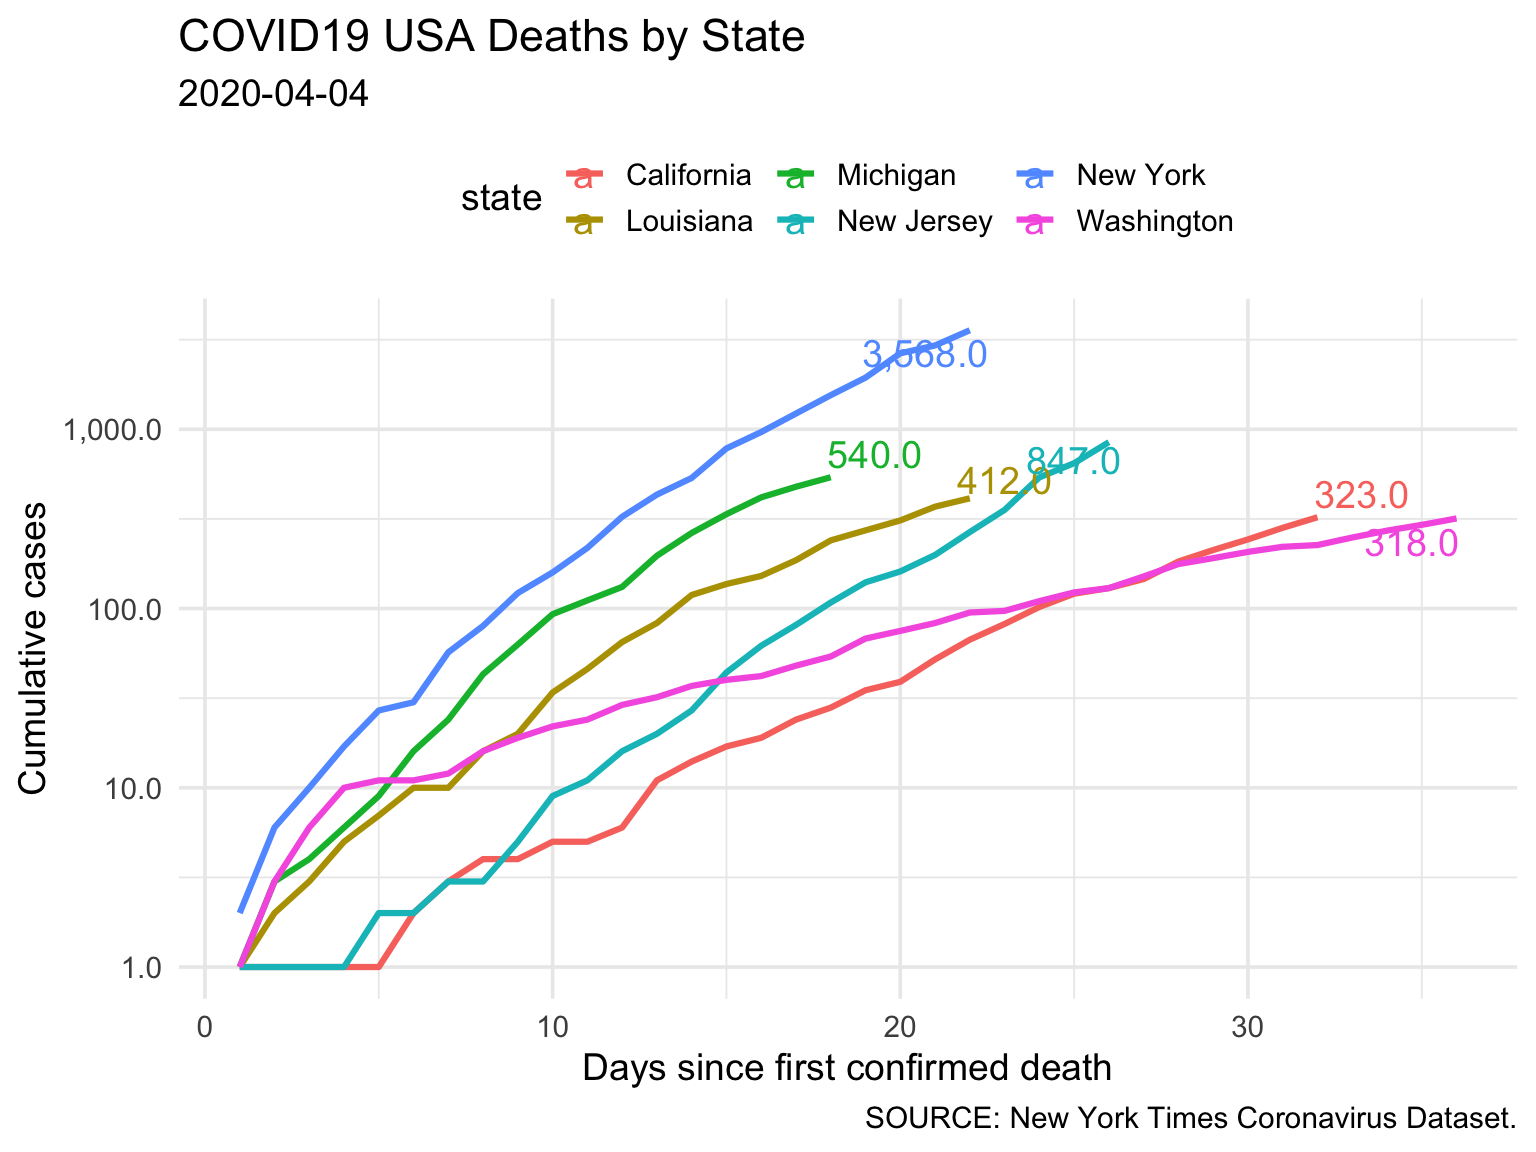 COVID19 USA Deaths by State
2020-04-04
state
a California a Michigan a New York
a Louisiana a New Jersey a Washington
3,568.0
1,000.0
540.0
847.0
412.0
323.0
318.0
100.0
10.0
1.0
Cumulative cases
0 10 20 30
Days since first confirmed death
SOURCE: New York Times Coronavirus Dataset.